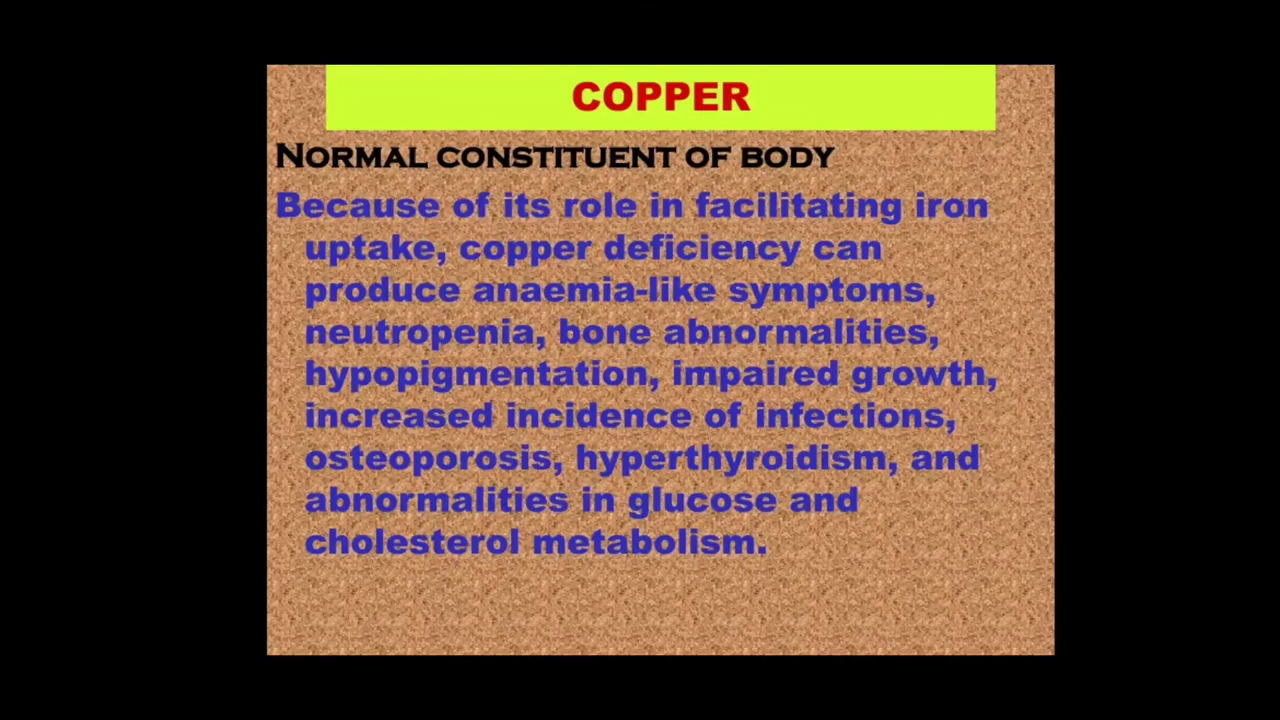 COPPER
NORMAL CONSTITUENT OF BODY
Because of its role in facilitating iron
uptake, copper deficiency can
produce anaemia-like symptoms,
neutropenia, bone abnormalities,
hypopigmentation, impaired growth,
increased incidence of infections,
osteoporosis, hyperthyroidism, and
abnormalities in glucose and
cholesterol metabolism.